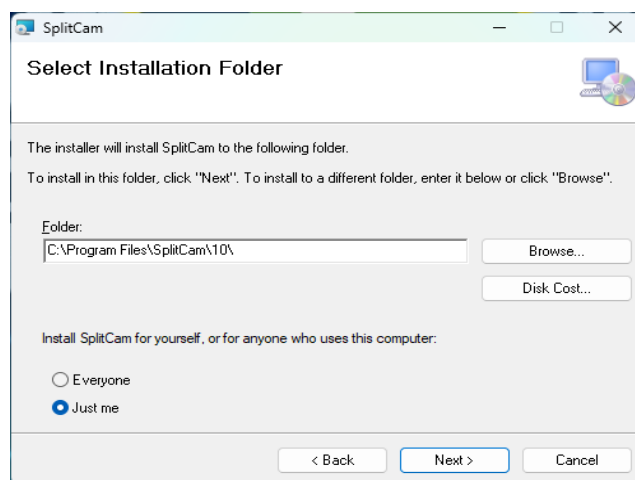 SplitCam
Select Installation Folder
The installer will install SplitCam to the following folder.
To install in this folder, click "Next". To install to a different folder, enter it below or click "Browse".
Folder:
C:\Program Files\SplitCam\10\
Browse...
Disk Cost...
Install SplitCam for yourself, or for anyone who uses this computer:
Everyone
Just me
< Back
Next >
Cancel